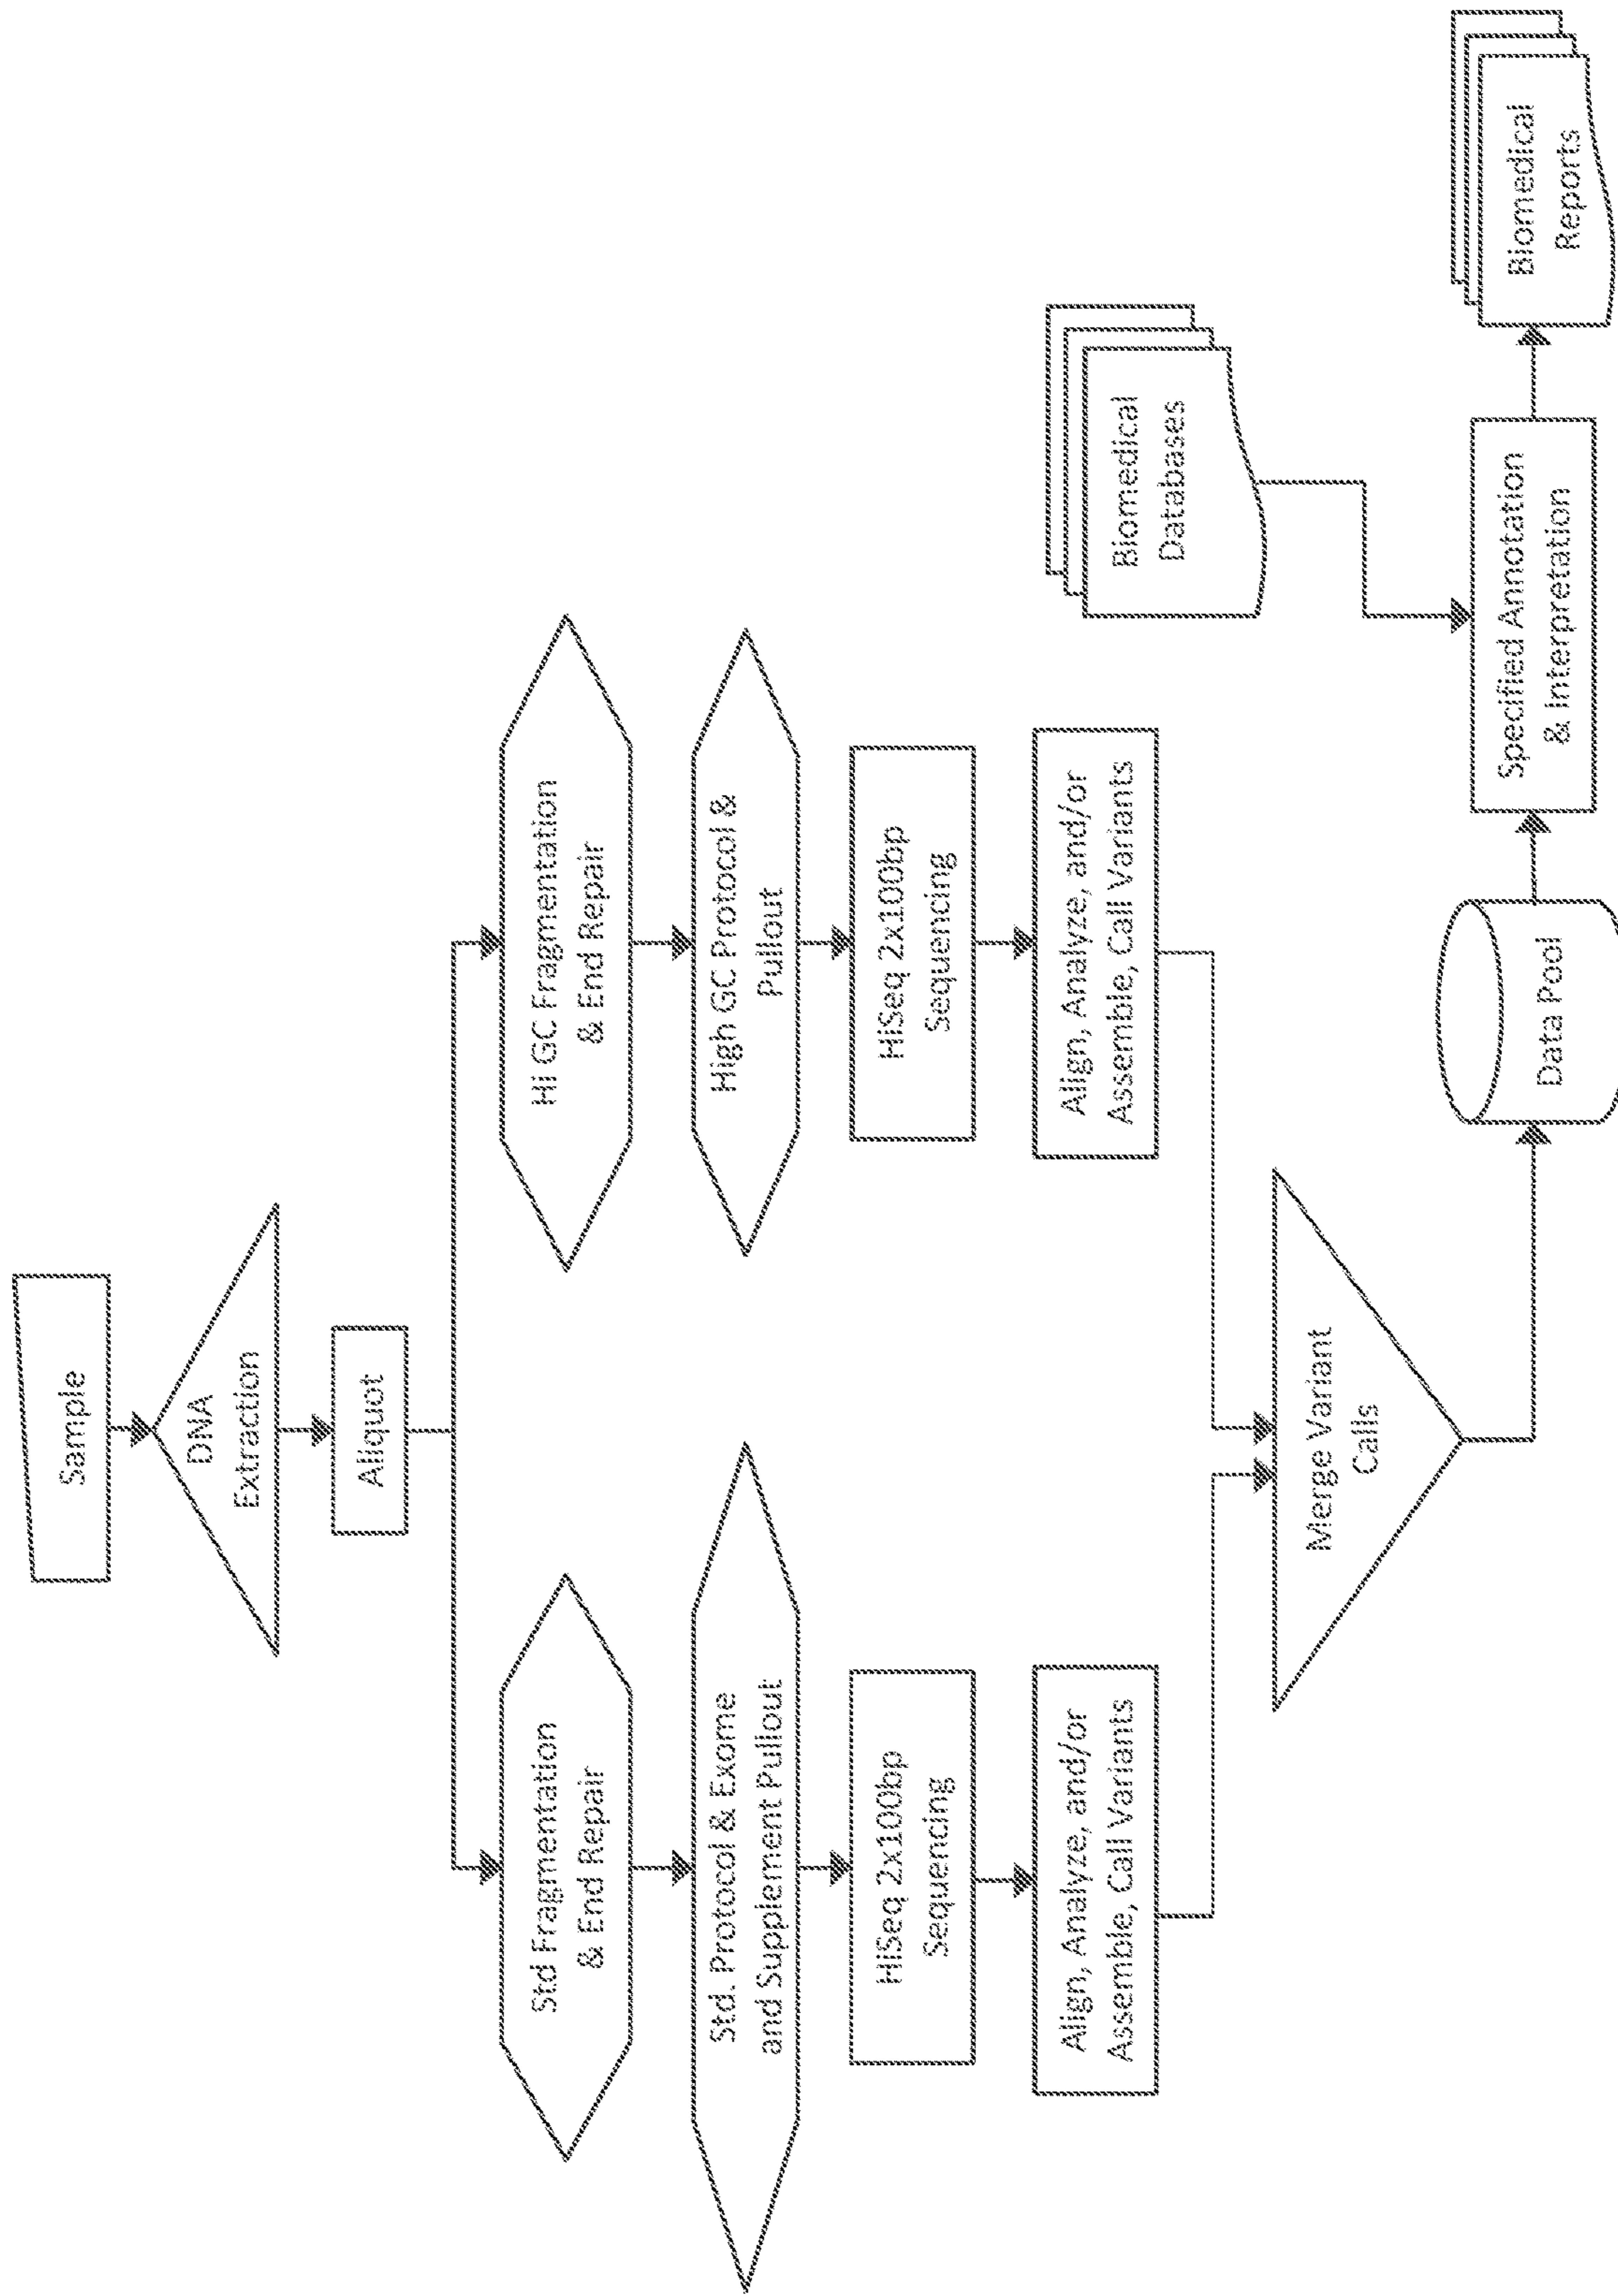 Sample
DNA
Extraction
Aliquot
Std Fragmentation
& End Repair
Hi GC Fragmentation
& End Repair
Std. Protocol & Exome
and Supplement Pullout
High GC Protocol &
Pullout
HiSeq 2x100bp
Sequencing
HiSeq 2x100bp
Sequencing
Align, Analyze, and/or
Assemble, Call Variants
Align, Analyze, and/or
Assemble, Call Variants
Merge Variant
Calls
Biomedical
Databases
Data Pool
Specified Annotation
& Interpretation
Biomedical
Reports